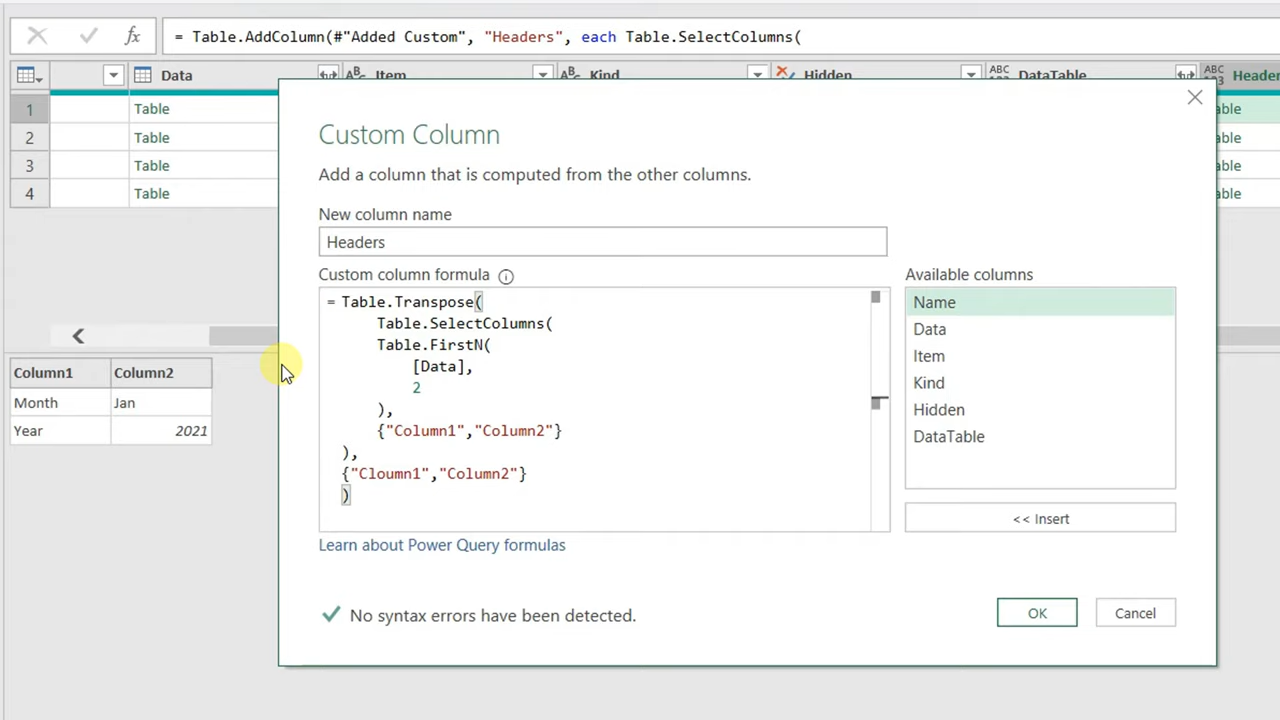 = Table.AddColumn(#"Added Custom", "Headers", each Table.SelectColumns(
Data
Item
Kind
Hidden
DataTable
ABC
123
Header
1
Table
2
Table
3
Table
4
Table
Custom Column
Add a column that is computed from the other columns.
New column name
Headers
Custom column formula
= Table.Transpose(
Table.SelectColumns(
Table.FirstN(
[Data],
2
),
{"Column1","Column2"}
),
{"Cloumn1","Column2"}
)
Available columns
Name
Data
Item
Kind
Hidden
DataTable
<< Insert
Learn about Power Query formulas
No syntax errors have been detected.
OK
Cancel
Column1 Column2
Month Jan
Year 2021